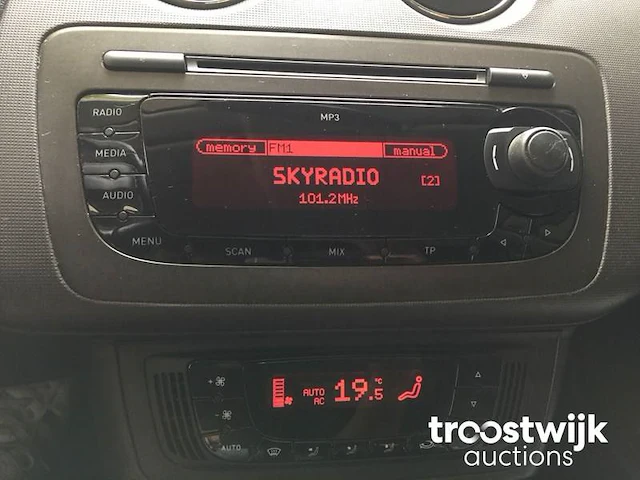 MP3
RADIO
MEDIA
AUDIO
MENU
memory FM1 manual
SKYRADIO [2]
101.2MHz
SCAN MIX TP
AUTO AC 19.5 °C
AUTO
troostwijk
auctions